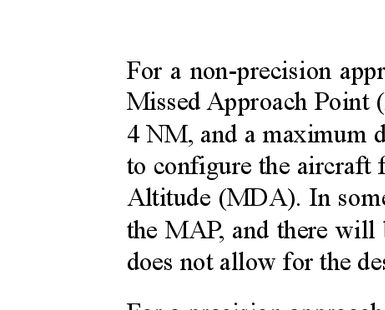 For a non-precision appr
Missed Approach Point (
4 NM, and a maximum d
to configure the aircraft f
Altitude (MDA). In some
the MAP, and there will
does not allow for the des
For a precision approach